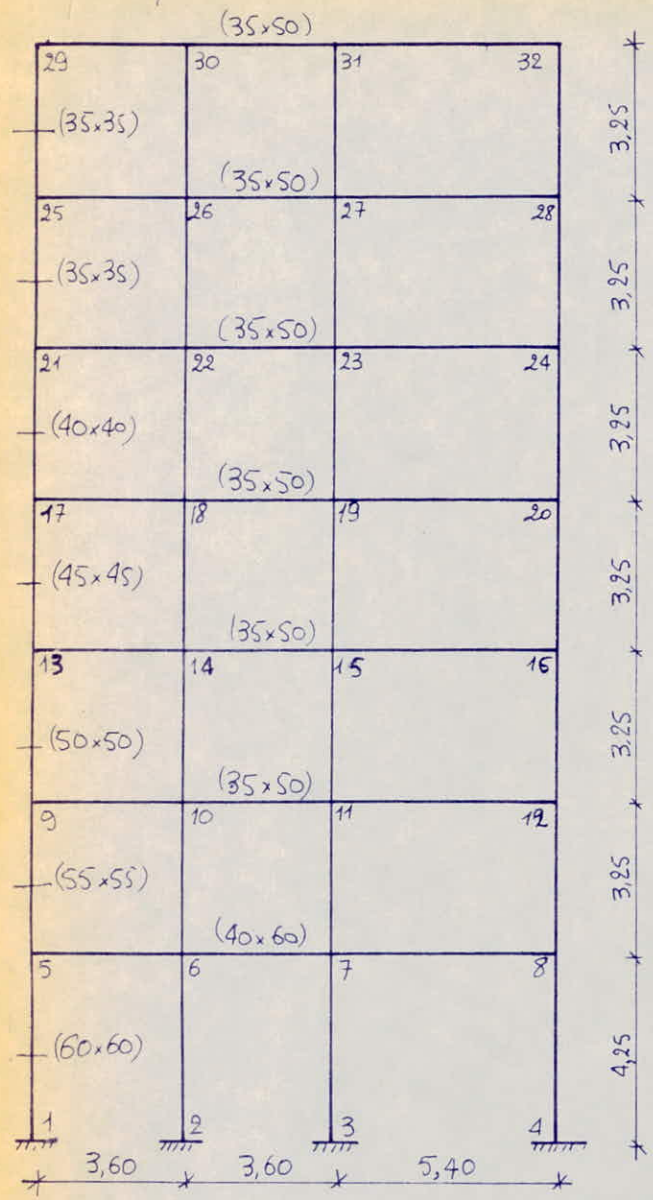 (35x50)
29 30 31 32
(35x35)
3,25
(35x50)
25 26 27 28
(35x35)
3,25
(35x50)
21 22 23 24
(40x40)
3,25
(35x50)
17 18 19 20
(45x45)
3,25
(35x50)
13 14 15 16
(50x50)
3,25
(35x50)
9 10 11 12
(55x55)
3,25
(40x60)
5 6 7 8
(60x60)
4,25
1 2 3 4
3,60 3,60 5,40